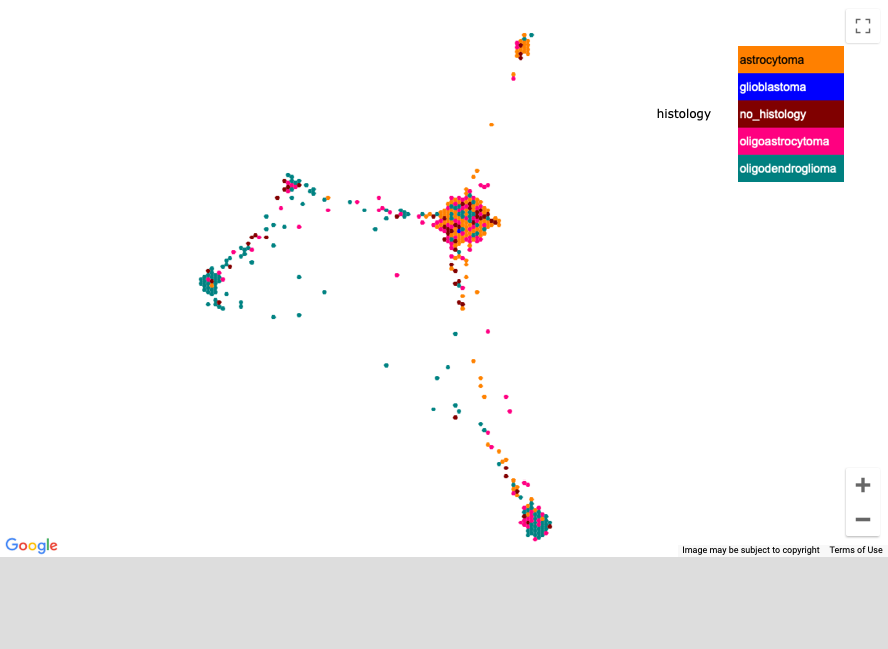 histology
astrocytoma
glioblastoma
no_histology
oligoastrocytoma
oligodendroglioma
Google
Image may be subject to copyright Terms of Use